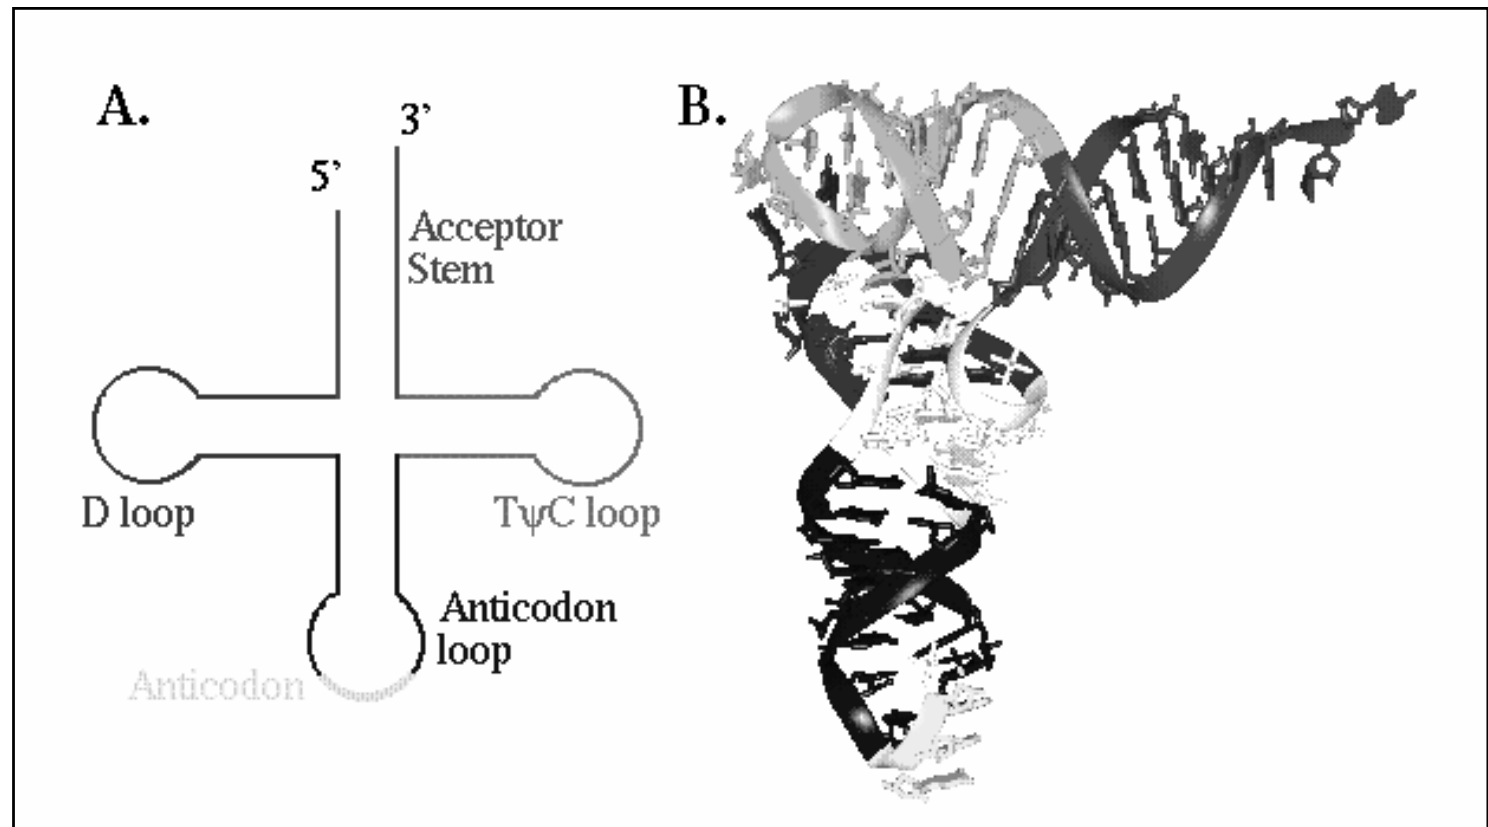 A.
3’
B.
5’
Acceptor
Stem
D loop
TψC loop
Anticodon
loop
Anticodon